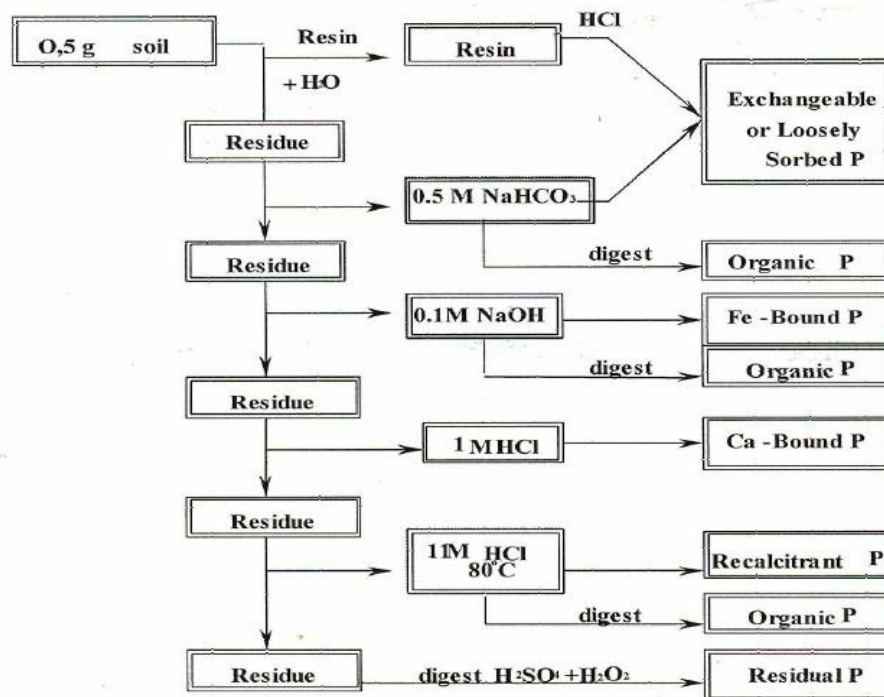 O,5 g soil
Resin
+H2O
Resin
HCl
Exchangeable
or Loosely
Sorbed P
Residue
0.5 M NaHCO3
digest
Organic P
Residue
0.1M NaOH
Fe -Bound P
digest
Organic P
Residue
1 MHCl
Ca -Bound P
Residue
11M HCl
80°C
Recalcitrant P
digest
Organic P
Residue
digest H2SO4 +H2O2
Residual P